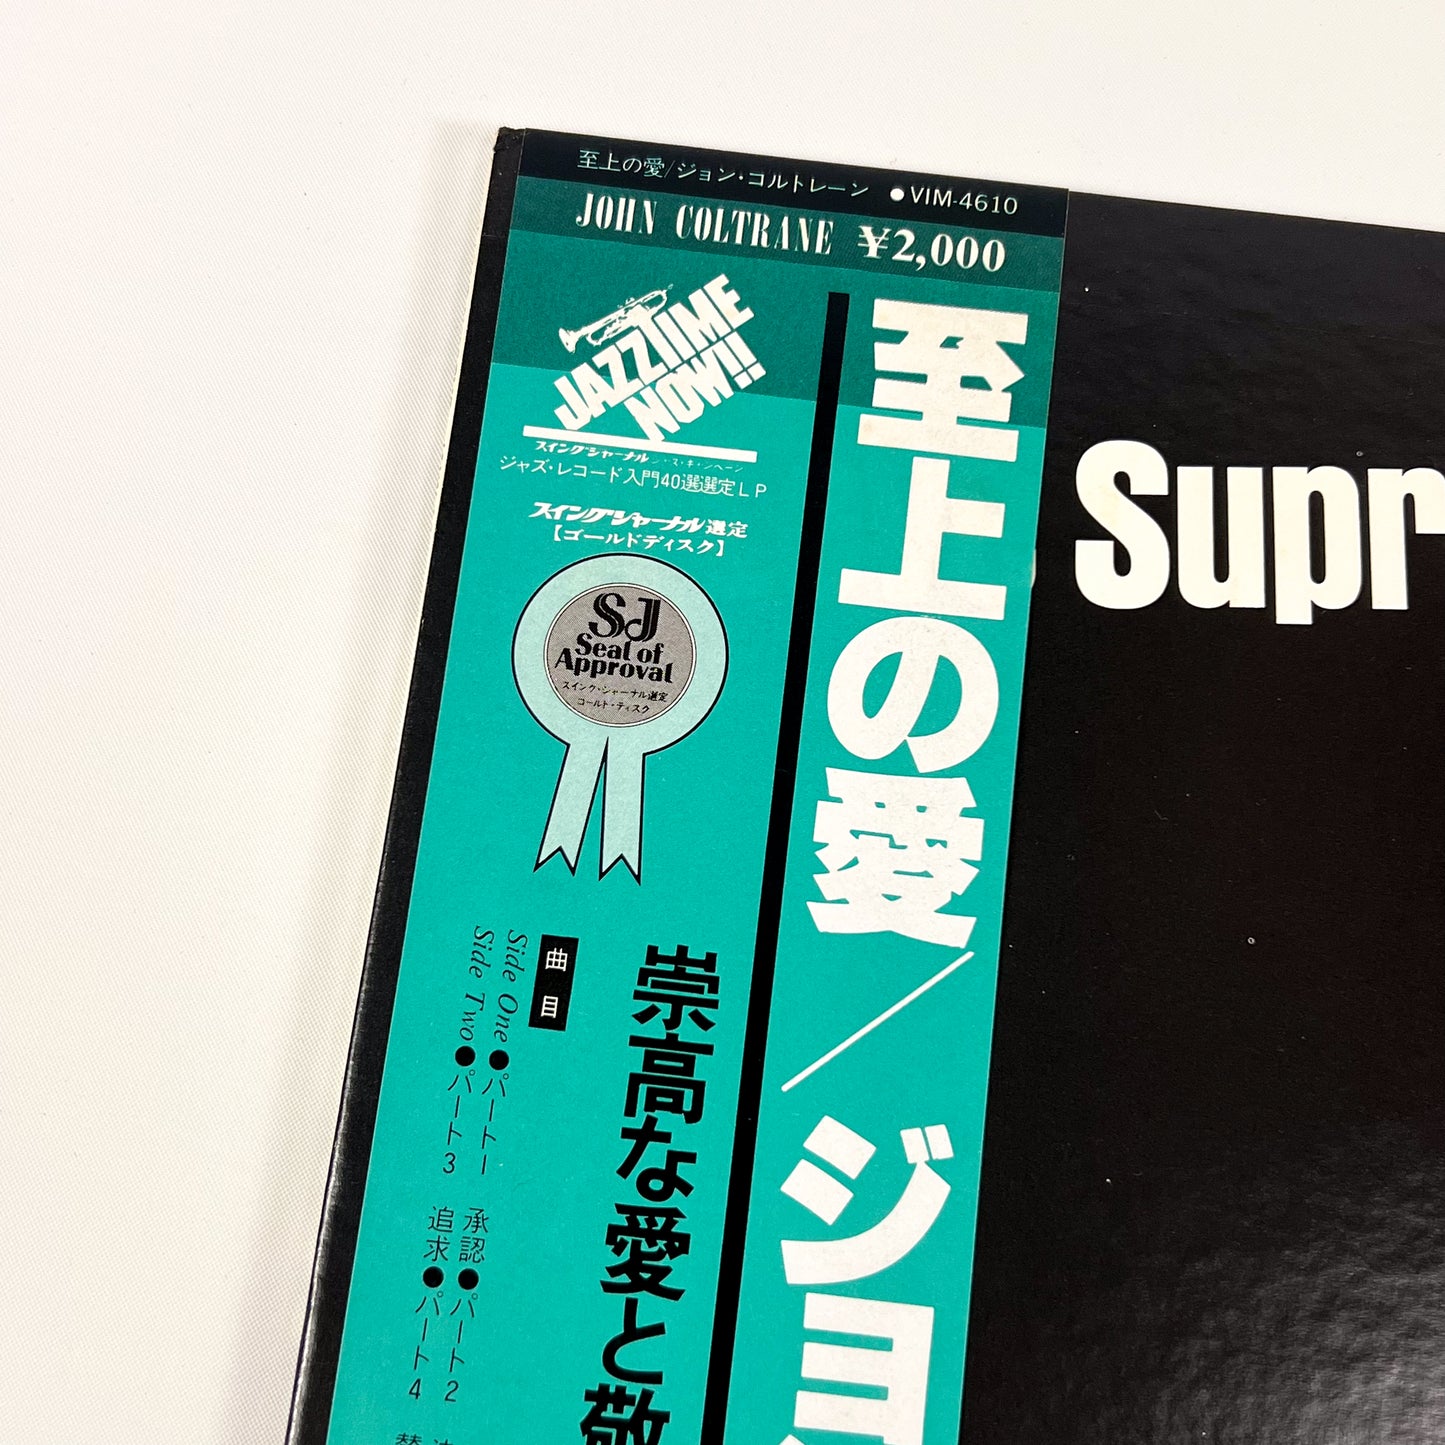 至上の愛/ジョン・コルトレーン ●VIM-4610
JOHN COLTRANE ¥2,000
JAZZ TIME
NOW!!
スイングジャーナル
ジャズ・レコード入門40選選定LP
スイングジャーナル選定
【ゴールドディスク】
SJ
Seal of
Approval
スイング・ジャーナル選定
ゴールド・ディスク
至上の愛/ジョ
Supr
崇高な愛と敬
曲目
Side One●パート1 承認●パート2
Side Two●パート3 追求●パート4